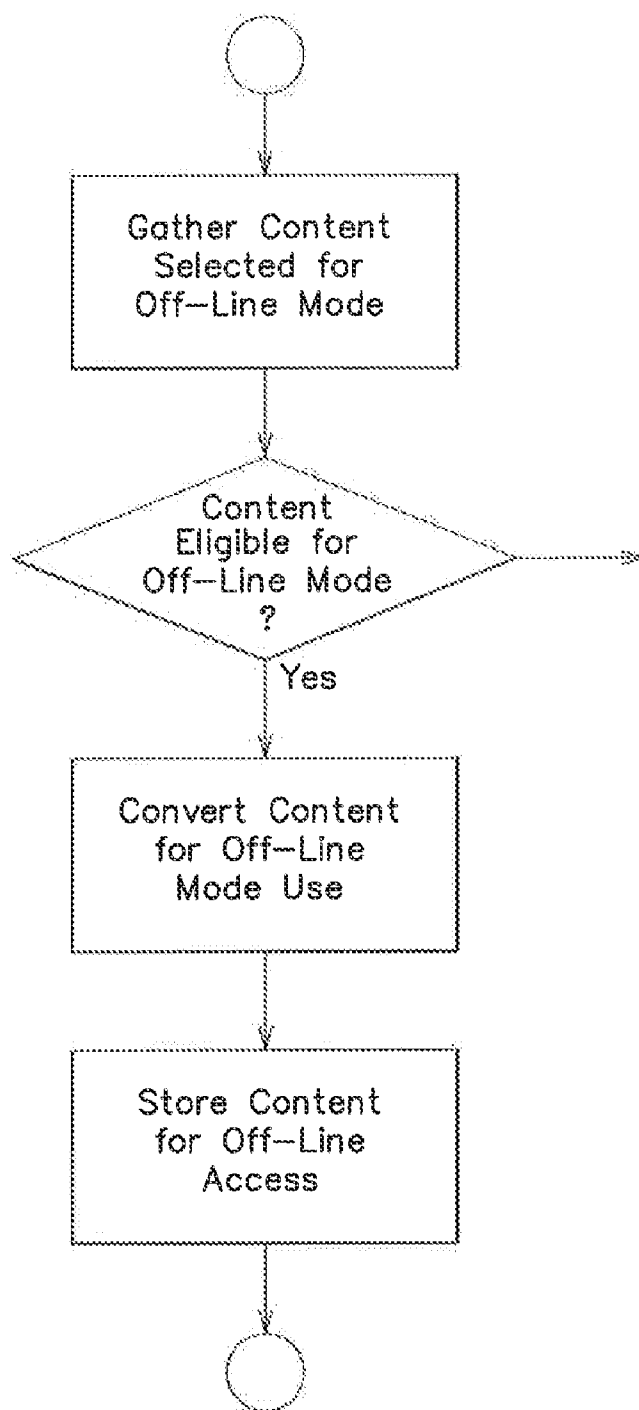 Gather Content
Selected for
Off-Line Mode
Content
Eligible for
Off-Line Mode
?
Yes
Convert Content
for Off-Line
Mode Use
Store Content
for Off-Line
Access